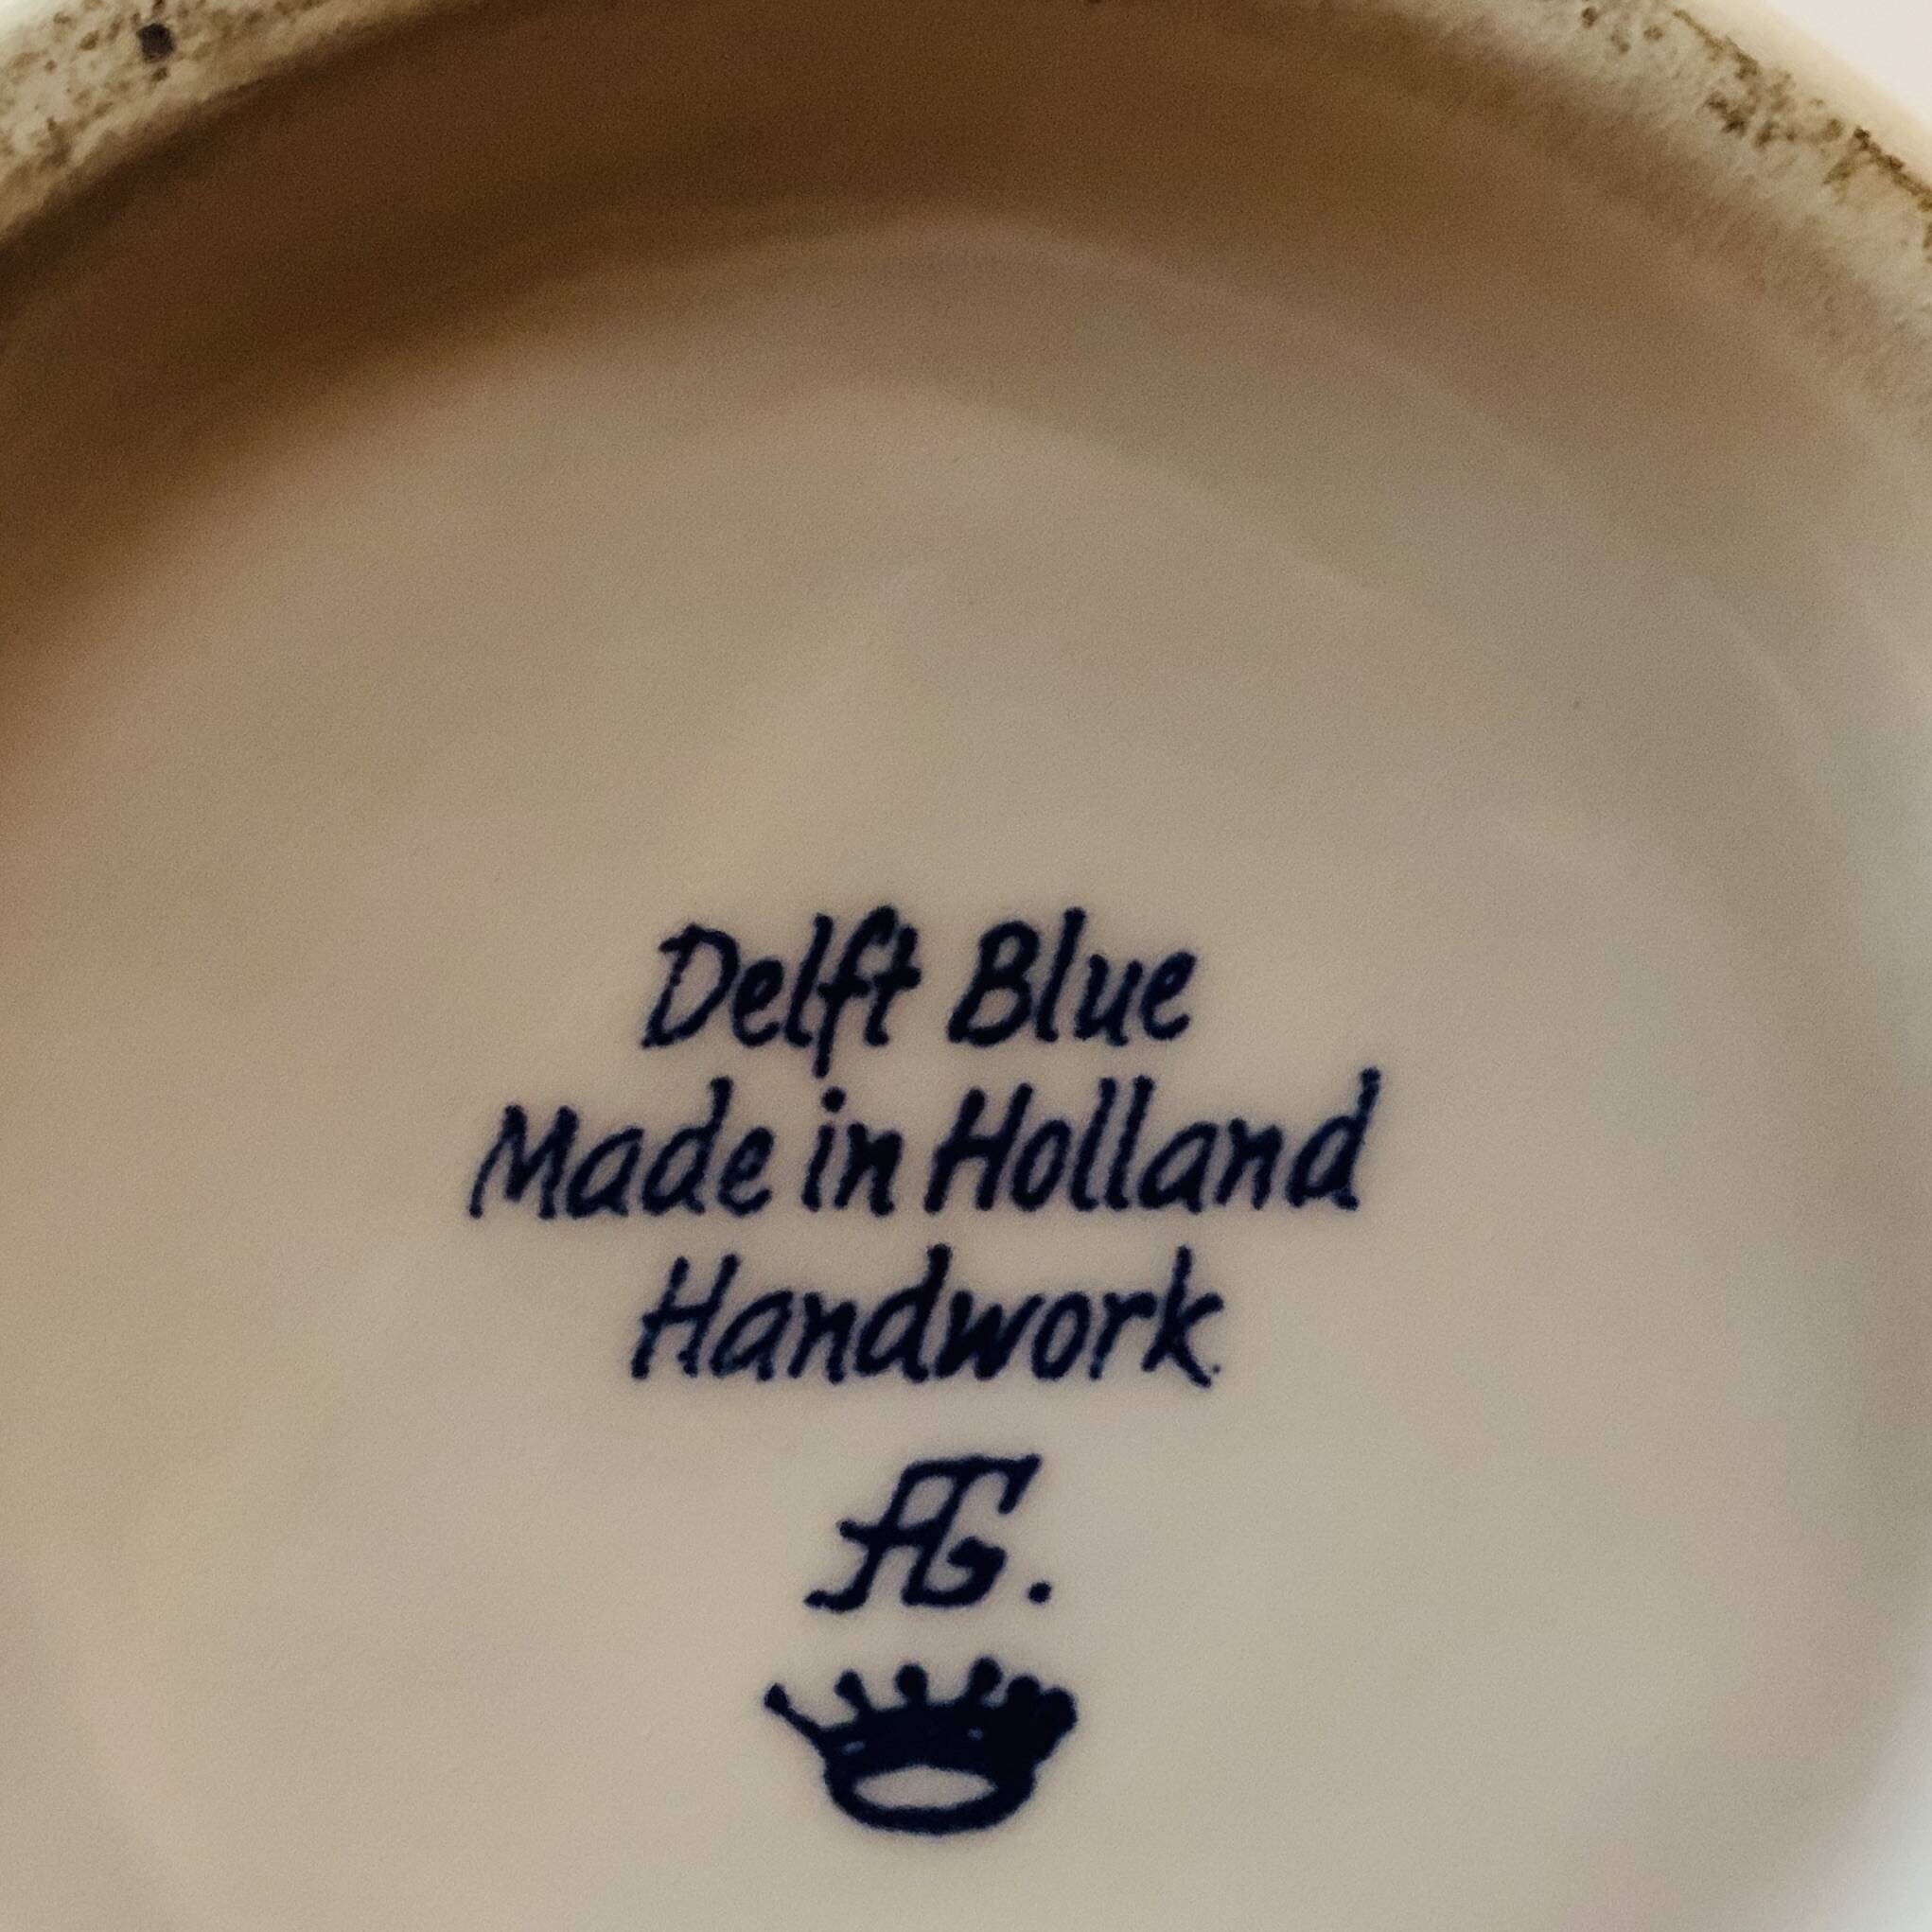 Delft Blue
Made in Holland
Handwork
AG.